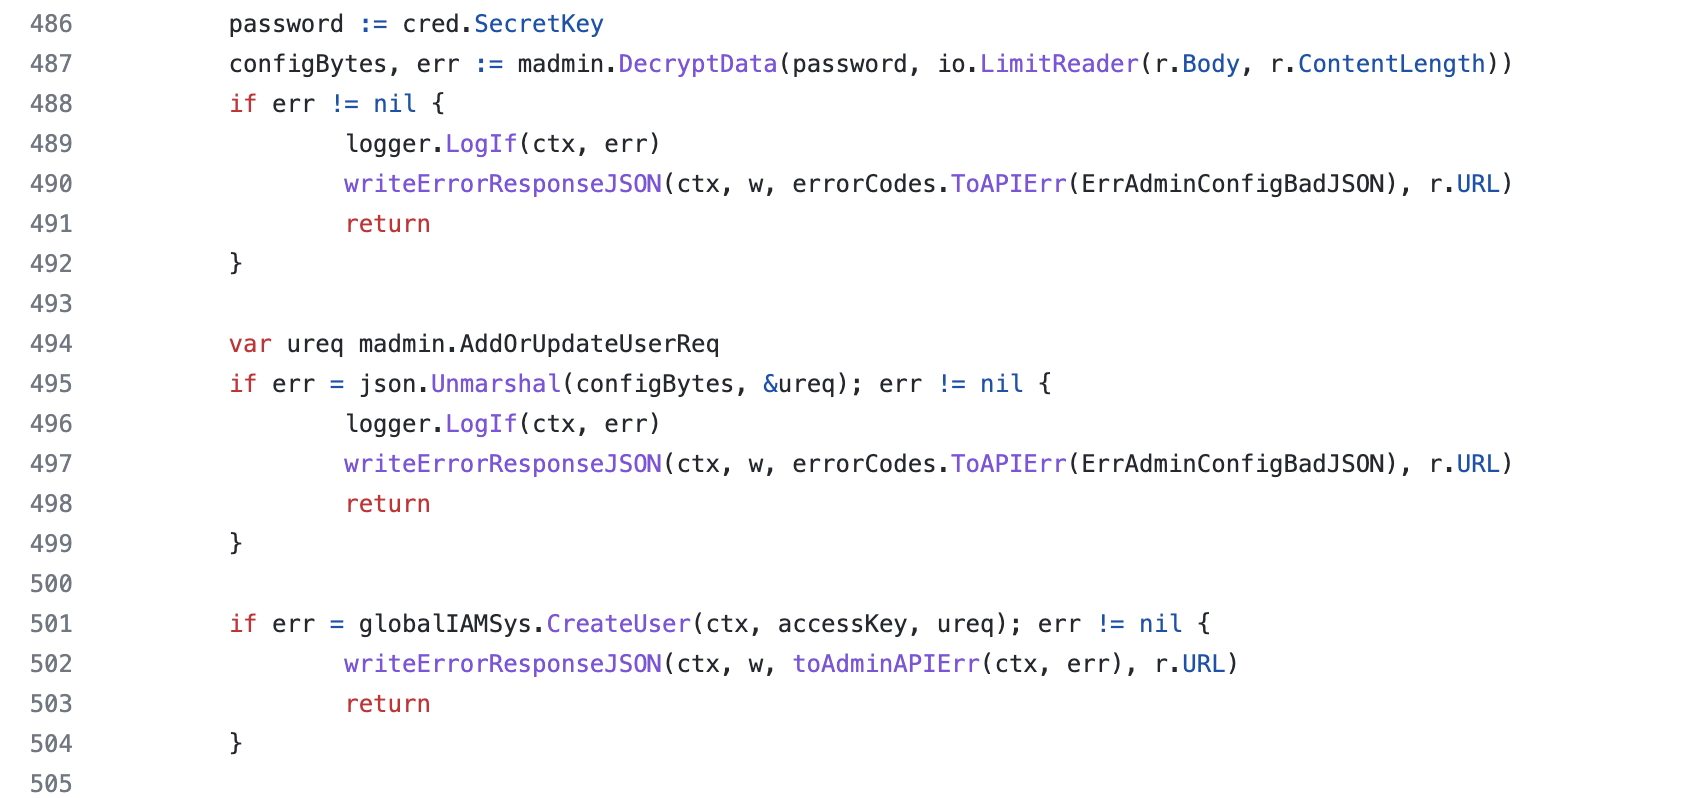 486 password := cred.SecretKey
487 configBytes, err := madmin.DecryptData(password, io.LimitReader(r.Body, r.ContentLength))
488 if err != nil {
489 logger.LogIf(ctx, err)
490 writeErrorResponseJSON(ctx, w, errorCodes.ToAPIErr(ErrAdminConfigBadJSON), r.URL)
491 return
492 }
493
494 var ureq madmin.AddOrUpdateUserReq
495 if err = json.Unmarshal(configBytes, &ureq); err != nil {
496 logger.LogIf(ctx, err)
497 writeErrorResponseJSON(ctx, w, errorCodes.ToAPIErr(ErrAdminConfigBadJSON), r.URL)
498 return
499 }
500
501 if err = globalIAMSys.CreateUser(ctx, accessKey, ureq); err != nil {
502 writeErrorResponseJSON(ctx, w, toAdminAPIErr(ctx, err), r.URL)
503 return
504 }
505